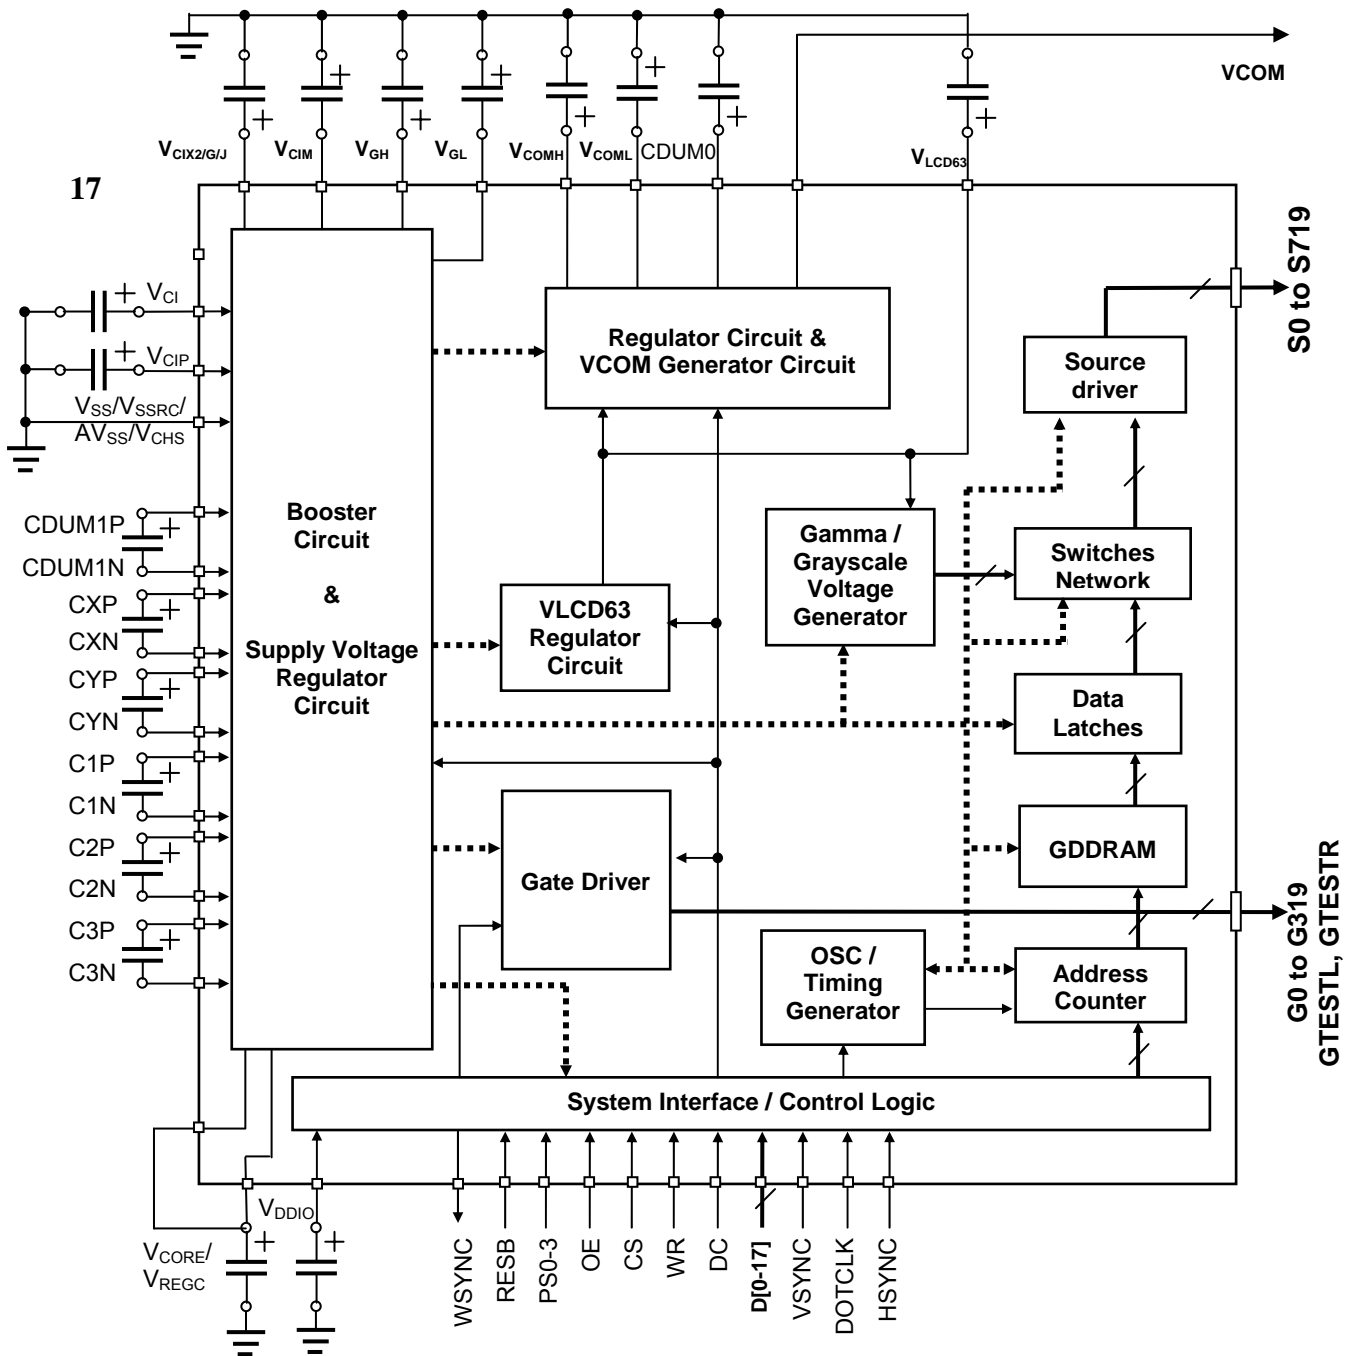 VCOM
VCIX2/G/J
VCIM
VGH
VGL
VCOMH
VCOML
CDUM0
VLCD63
17
S0 to S719
+ VCI
+ VCIP
VSS/VSSRC/
AVSS/VCHS
Regulator Circuit &
VCOM Generator Circuit
Source
driver
Booster
Circuit
&
Supply Voltage
Regulator
Circuit
CDUM1P
CDUM1N
CXP
CXN
CYP
CYN
C1P
C1N
C2P
C2N
C3P
C3N
Gamma /
Grayscale
Voltage
Generator
Switches
Network
VLCD63
Regulator
Circuit
Data
Latches
GDDRAM
Gate Driver
G0 to G319
GTESTL, GTESTR
OSC /
Timing
Generator
Address
Counter
System Interface / Control Logic
VDDIO
VCORE/
VREGC
WSYNC
RESB
PS0-3
OE
CS
WR
DC
D[0-17]
VSYNC
DOTCLK
HSYNC